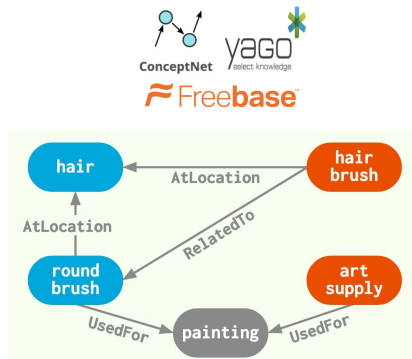 ConceptNet
yago
select knowledge
Freebase
hair
hair
brush
AtLocation
AtLocation
RelatedTo
round
brush
art
supply
UsedFor
painting
UsedFor